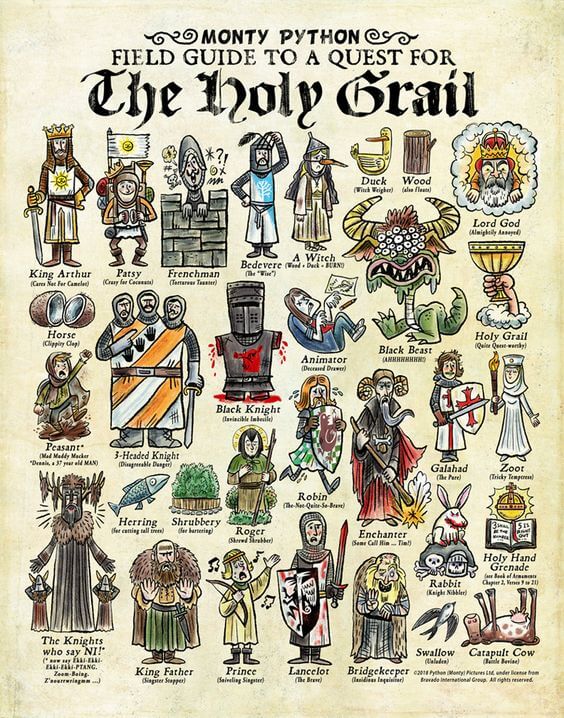 MONTY PYTHON
FIELD GUIDE TO A QUEST FOR
The Holy Grail
King Arthur
(Cares Not For Camelot)
Patsy
(Crazy for Coconuts)
*?!
Frenchman
(Torturous Taunter)
Bedevere
(The "Wise")
A Witch
(Wood + Duck = BURN!)
Duck
(Witch Weigher)
Wood
(also Floats)
Lord God
(Almightily Annoyed)
Horse
(Clippity Clop)
3-Headed Knight
(Disagreeable Danger)
Black Knight
(Invincible Imbecile)
Animator
(Deceased Drawer)
Black Beast
(AHHHHHHHH!)
Holy Grail
(Quite Quest-worthy)
Peasant*
(Mad Muddy Mucker
*Dennis, a 37 year old MAN)
Herring
(for cutting tall trees)
Shrubbery
(for bartering)
Roger
(Shrewd Shrubber)
Robin
(The-Not-Quite-So-Brave)
Enchanter
(Some Call Him ... Tim?)
Galahad
(The Pure)
Zoot
(Tricky Temptress)
The Knights
who say NI!*
(* now say Ekki-Ekki-
Ekki-Ekki-PTANG.
Zoom-Boing.
Z'nourrwringmm ...)
King Father
(Singster Stopper)
Prince
(Sniveling Singster)
Lancelot
(The Brave)
Bridgekeeper
(Insidious Inquisitor)
Rabbit
(Knight Nibbler)
3 SHALL
BE THE
5 IS
RIGHT
OUT
Holy Hand
Grenade
(see Book of Armaments
Chapter 2, Verses 9 to 21)
Swallow
(Unladen)
Catapult Cow
(Battle Bovine)
©2018 Python (Monty) Pictures Ltd, under license from
Bravado International Group. All rights reserved.